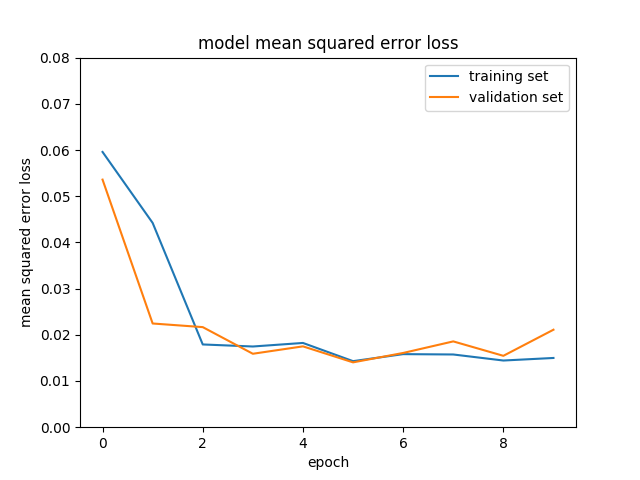 model mean squared error loss
training set
validation set
0.08
0.07
0.06
0.05
0.04
0.03
0.02
0.01
0.00
mean squared error loss
0 2 4 6 8
epoch